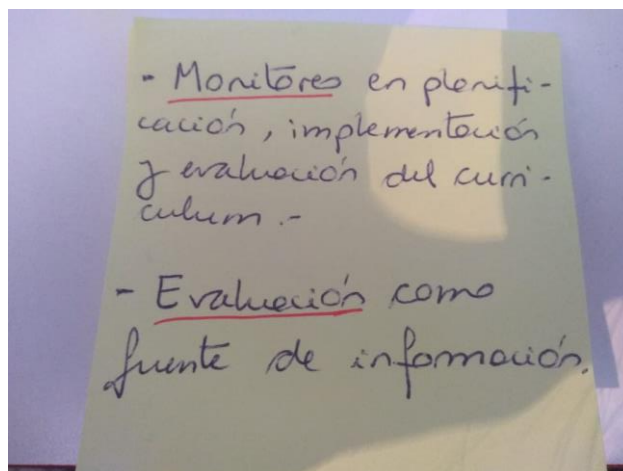 - Monitoreo en planifi-
cación, implementación
y evaluación del curri-
culum.-
- Evaluación como
fuente de información.